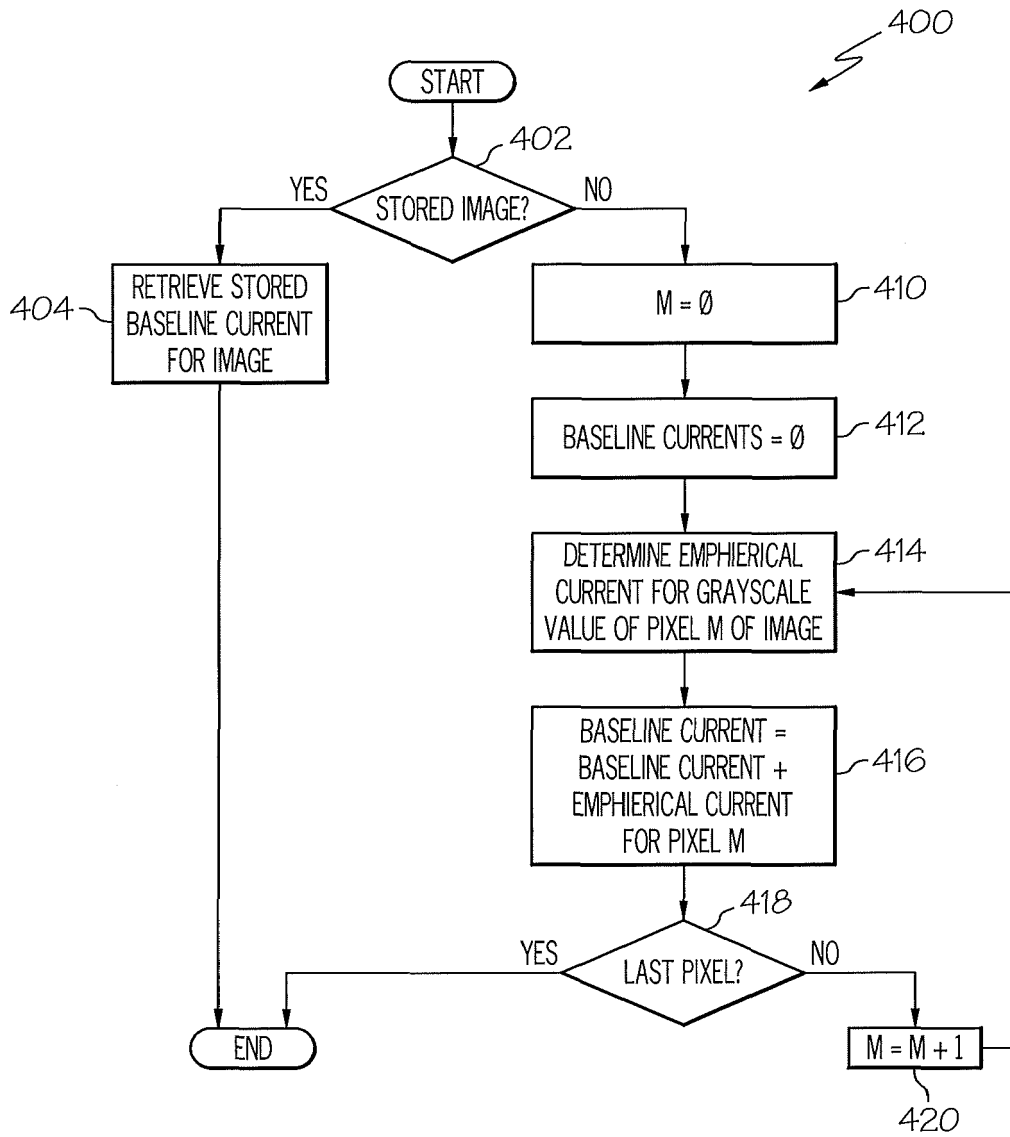 400
START
402
YES
NO
STORED IMAGE?
RETRIEVE STORED
BASELINE CURRENT
FOR IMAGE
404
M = Ø
410
BASELINE CURRENTS = Ø
412
DETERMINE EMPHIERICAL
CURRENT FOR GRAYSCALE
VALUE OF PIXEL M OF IMAGE
414
BASELINE CURRENT =
BASELINE CURRENT +
EMPHIERICAL CURRENT
FOR PIXEL M
416
418
YES
NO
LAST PIXEL?
END
M = M + 1
420